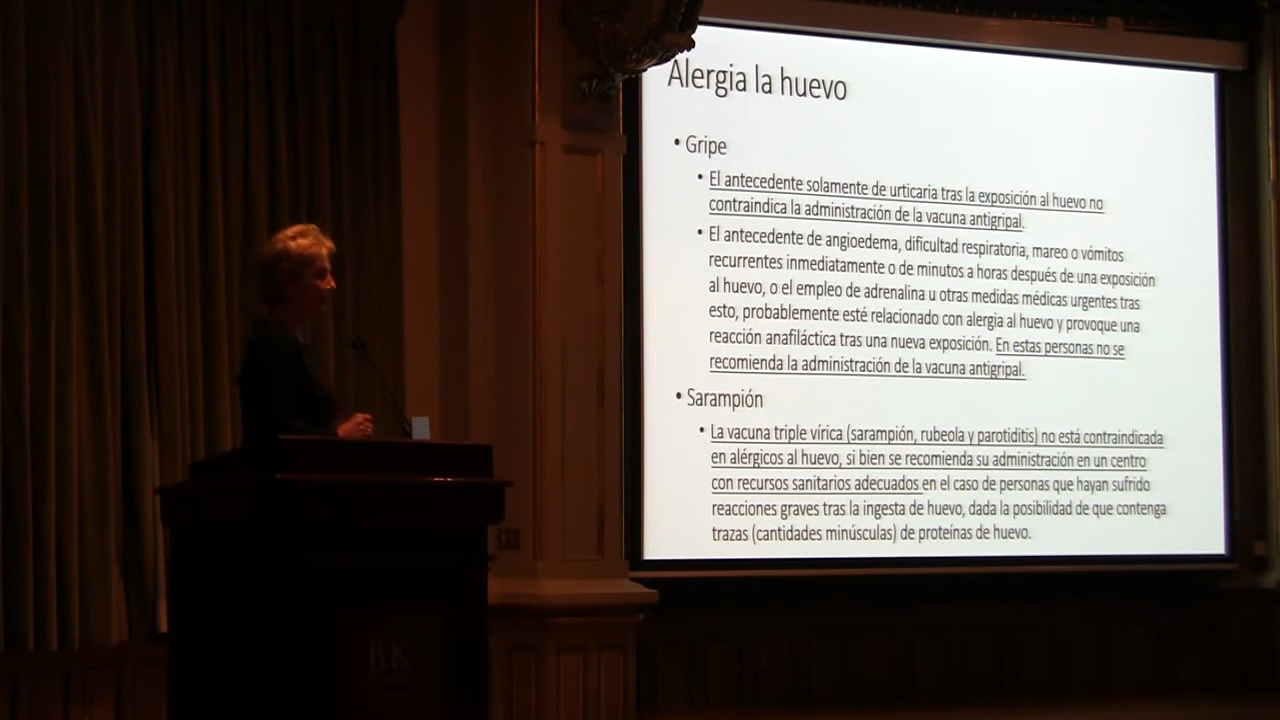 Alergia la huevo
• Gripe
• El antecedente solamente de urticaria tras la exposición al huevo no
contraindica la administración de la vacuna antigripal.
• El antecedente de angioedema, dificultad respiratoria, mareo o vómitos
recurrentes inmediatamente o de minutos a horas después de una exposición
al huevo, o el empleo de adrenalina u otras medidas médicas urgentes tras
esto, probablemente esté relacionado con alergia al huevo y provoque una
reacción anafiláctica tras una nueva exposición. En estas personas no se
recomienda la administración de la vacuna antigripal.
• Sarampión
• La vacuna triple vírica (sarampión, rubeola y parotiditis) no está contraindicada
en alérgicos al huevo, si bien se recomienda su administración en un centro
con recursos sanitarios adecuados en el caso de personas que hayan sufrido
reacciones graves tras la ingesta de huevo, dada la posibilidad de que contenga
trazas (cantidades minúsculas) de proteínas de huevo.